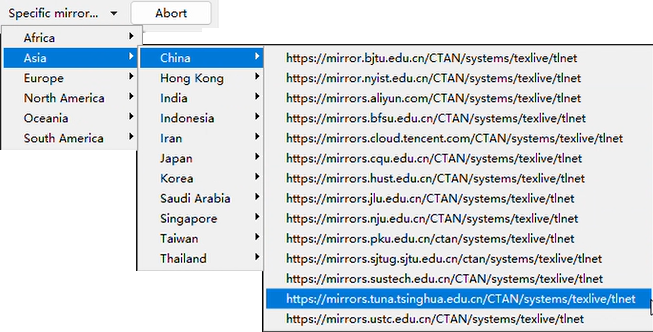 Specific mirror...
Abort
Africa
Asia
Europe
North America
Oceania
South America
China
Hong Kong
India
Indonesia
Iran
Japan
Korea
Saudi Arabia
Singapore
Taiwan
Thailand
https://mirror.bjtu.edu.cn/CTAN/systems/texlive/tlnet
https://mirror.nyist.edu.cn/CTAN/systems/texlive/tlnet
https://mirrors.aliyun.com/CTAN/systems/texlive/tlnet
https://mirrors.bfsu.edu.cn/CTAN/systems/texlive/tlnet
https://mirrors.cloud.tencent.com/CTAN/systems/texlive/tlnet
https://mirrors.cqu.edu.cn/CTAN/systems/texlive/tlnet
https://mirrors.hust.edu.cn/CTAN/systems/texlive/tlnet
https://mirrors.jlu.edu.cn/CTAN/systems/texlive/tlnet
https://mirrors.nju.edu.cn/CTAN/systems/texlive/tlnet
https://mirrors.pku.edu.cn/ctan/systems/texlive/tlnet
https://mirrors.sjtug.sjtu.edu.cn/ctan/systems/texlive/tlnet
https://mirrors.sustech.edu.cn/CTAN/systems/texlive/tlnet
https://mirrors.tuna.tsinghua.edu.cn/CTAN/systems/texlive/tlnet
https://mirrors.ustc.edu.cn/CTAN/systems/texlive/tlnet